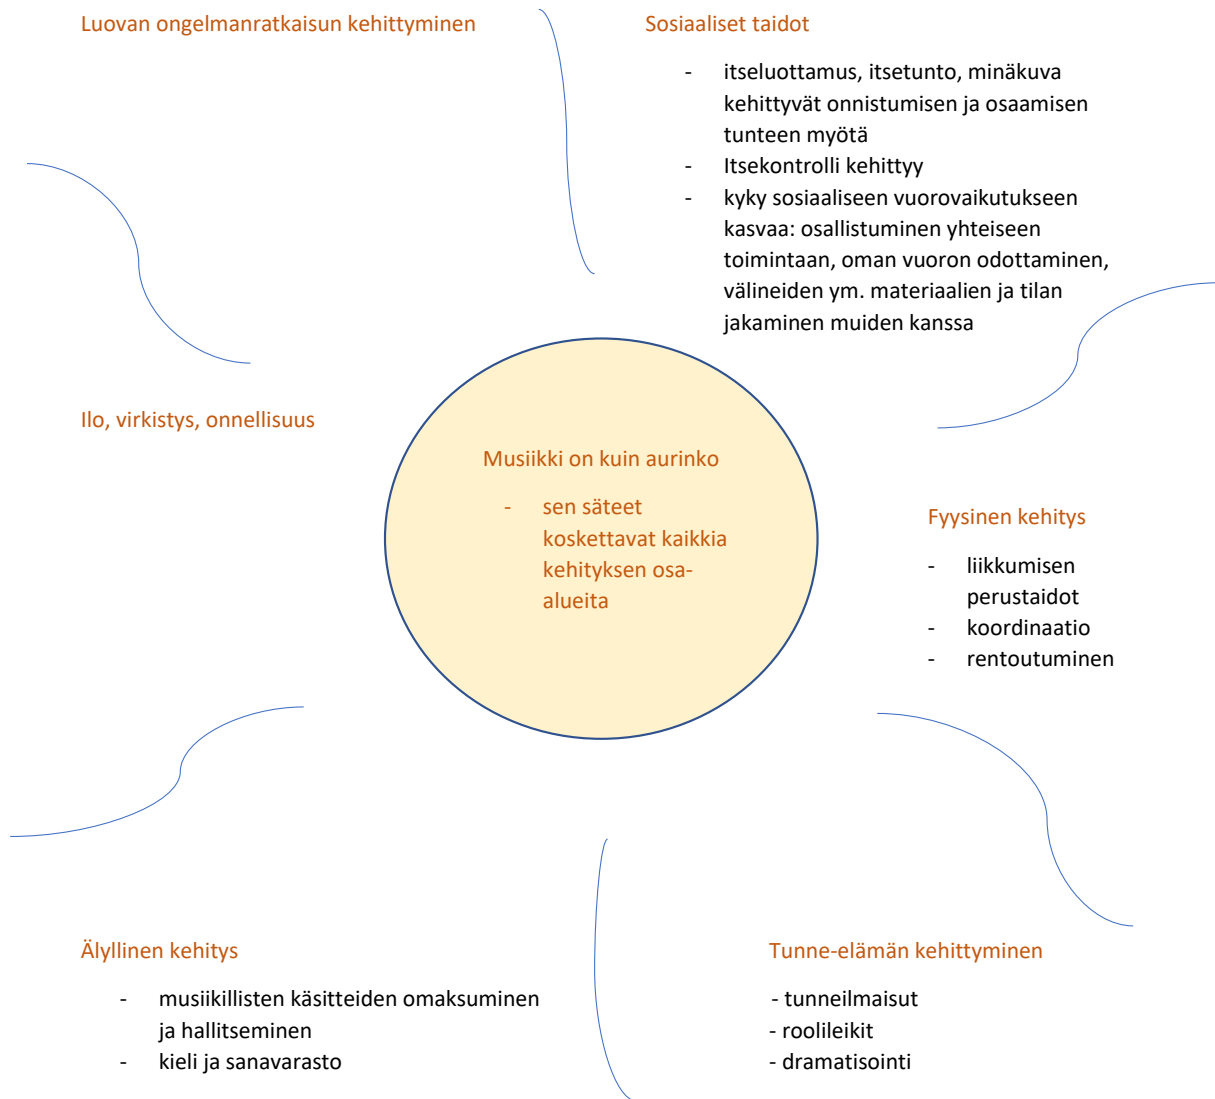 Luovan ongelmanratkaisun kehittyminen
Sosiaaliset taidot
- itseluottamus, itsetunto, minäkuva
kehittyvät onnistumisen ja osaamisen
tunteen myötä
- Itsekontrolli kehittyy
- kyky sosiaaliseen vuorovaikutukseen
kasvaa: osallistuminen yhteiseen
toimintaan, oman vuoron odottaminen,
välineiden ym. materiaalien ja tilan
jakaminen muiden kanssa
Ilo, virkistys, onnellisuus
Musiikki on kuin aurinko
- sen säteet
koskettavat kaikkia
kehityksen osa-
alueita
Fyysinen kehitys
- liikkumisen
perustaidot
- koordinaatio
- rentoutuminen
Älyllinen kehitys
- musiikillisten käsitteiden omaksuminen
ja hallitseminen
- kieli ja sanavarasto
Tunne-elämän kehittyminen
- tunneilmaisut
- roolileikit
- dramatisointi